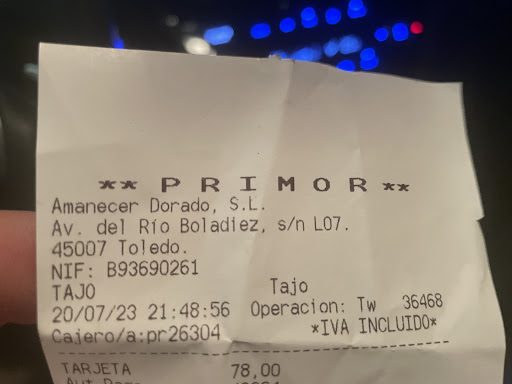 ** P R I M O R **
Amanecer Dorado, S.L.
Av. del Río Boladiez, s/n L07.
45007 Toledo.
NIF: B93690261
TAJO Tajo
20/07/23 21:48:56 Operacion: Tw 36468
Cajero/a:pr26304 *IVA INCLUIDO*
TARJETA 78,00